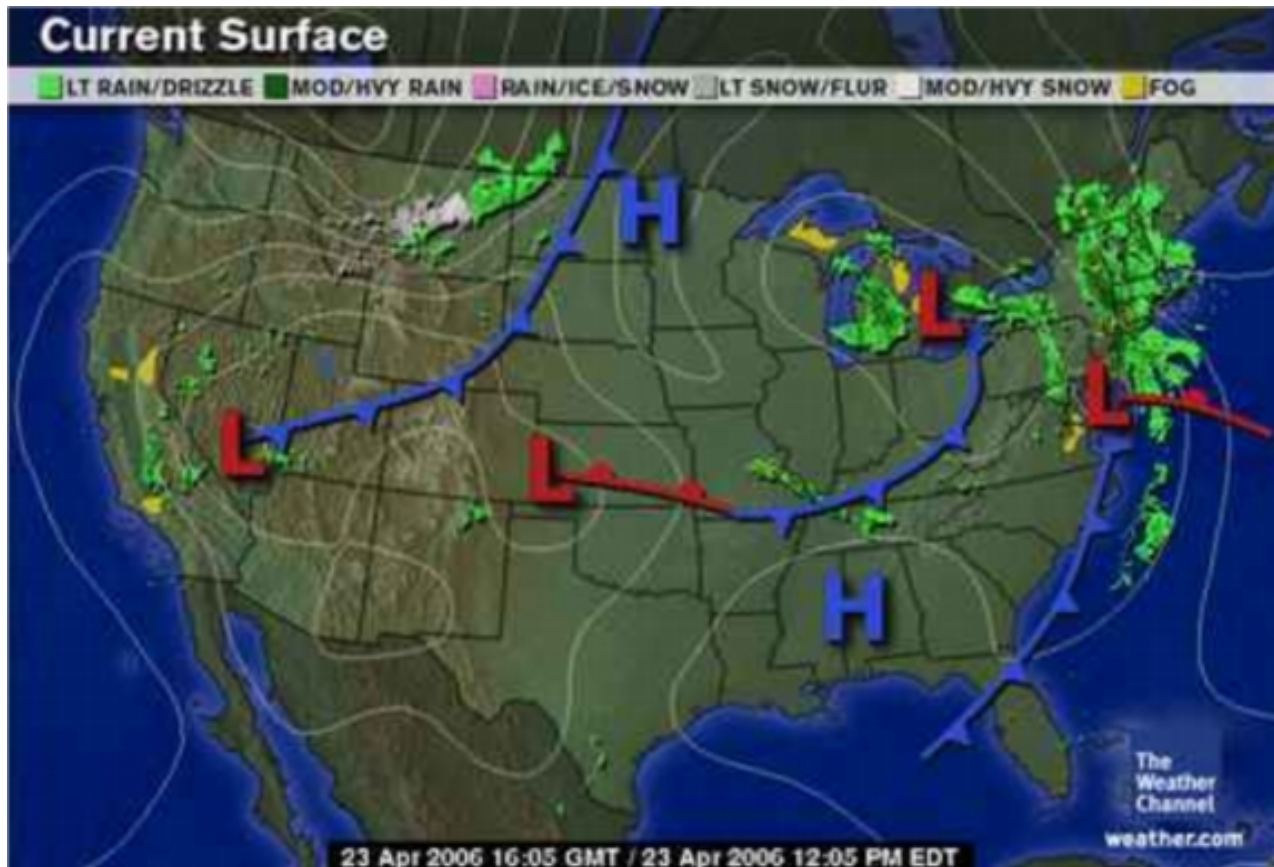 Current Surface
LT RAIN/DRIZZLE MOD/HVY RAIN RAIN/ICE/SNOW LT SNOW/FLUR MOD/HVY SNOW FOG
H
L
L
L
L
H
The
Weather
Channel
weather.com
23 Apr 2006 16:05 GMT / 23 Apr 2006 12:05 PM EDT